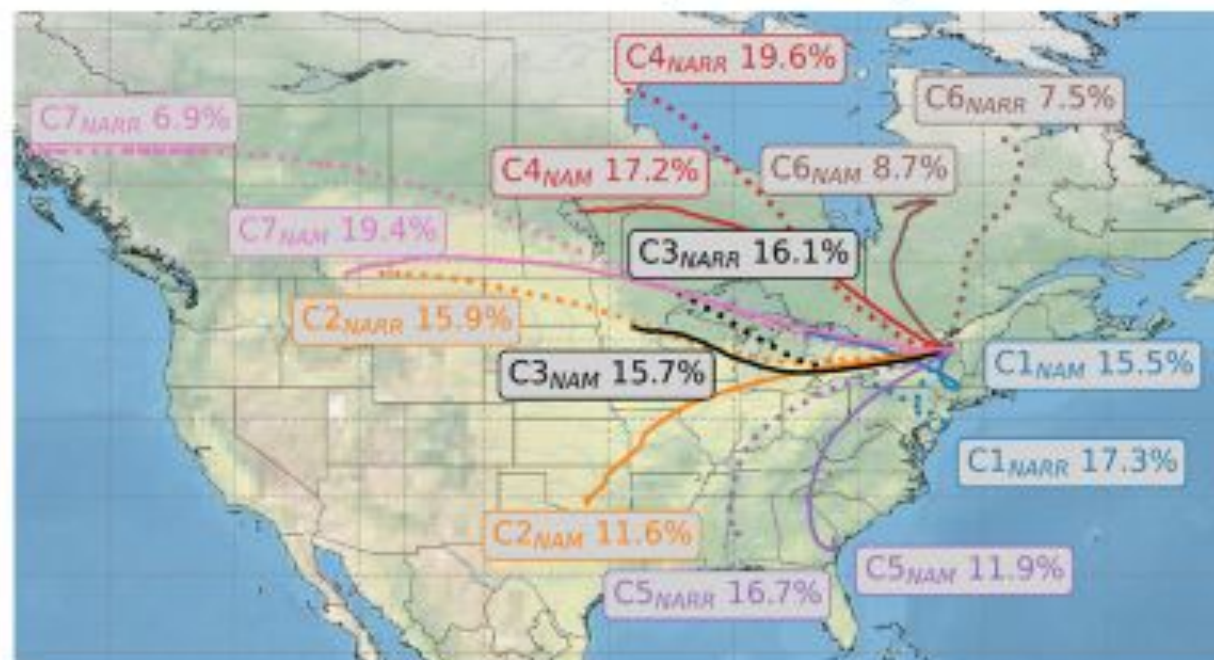 C4NARR 19.6%
C6NARR 7.5%
C7NARR 6.9%
C4NAM 17.2%
C6NAM 8.7%
C7NAM 19.4%
C3NARR 16.1%
C2NARR 15.9%
C3NAM 15.7%
C1NAM 15.5%
C1NARR 17.3%
C2NAM 11.6%
C5NAM 11.9%
C5NARR 16.7%